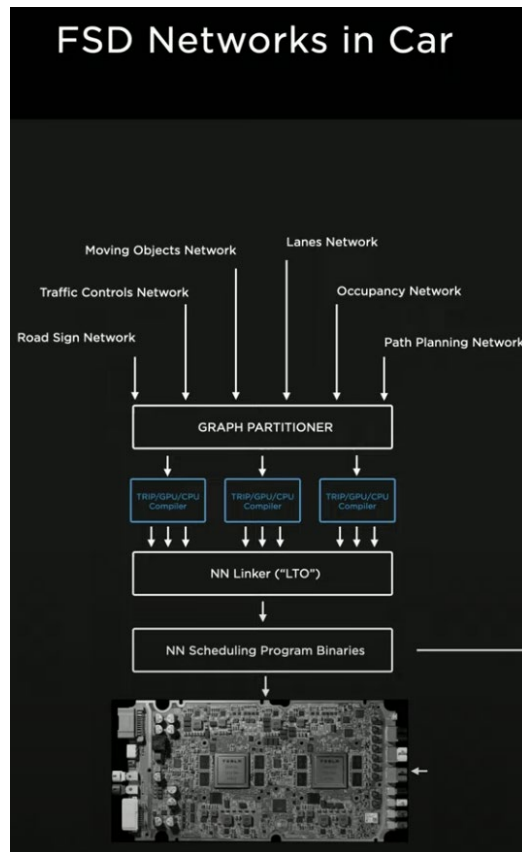 FSD Networks in Car
Moving Objects Network
Lanes Network
Traffic Controls Network
Occupancy Network
Road Sign Network
Path Planning Network
GRAPH PARTITIONER
TRIP/GPU/CPU
Compiler
TRIP/GPU/CPU
Compiler
TRIP/GPU/CPU
Compiler
NN Linker (“LTO”)
NN Scheduling Program Binaries
TESLA
TESLA